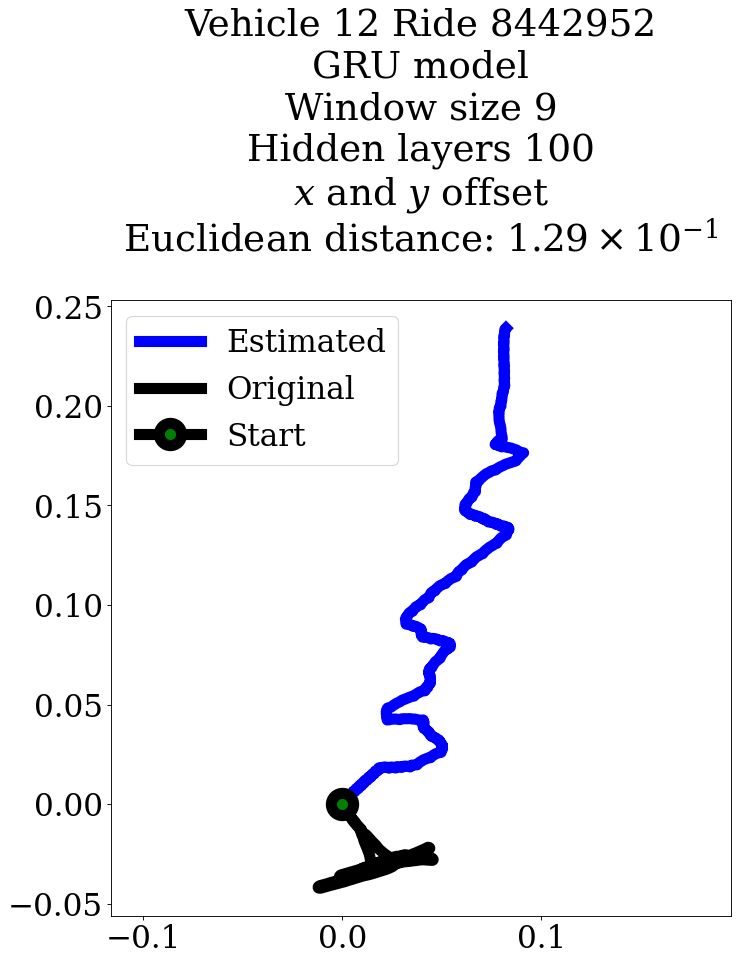 Vehicle 12 Ride 8442952
GRU model
Window size 9
Hidden layers 100
x and y offset
Euclidean distance: 1.29 × 10⁻¹
Estimated
Original
Start
0.25
0.20
0.15
0.10
0.05
0.00
−0.05
−0.1
0.0
0.1